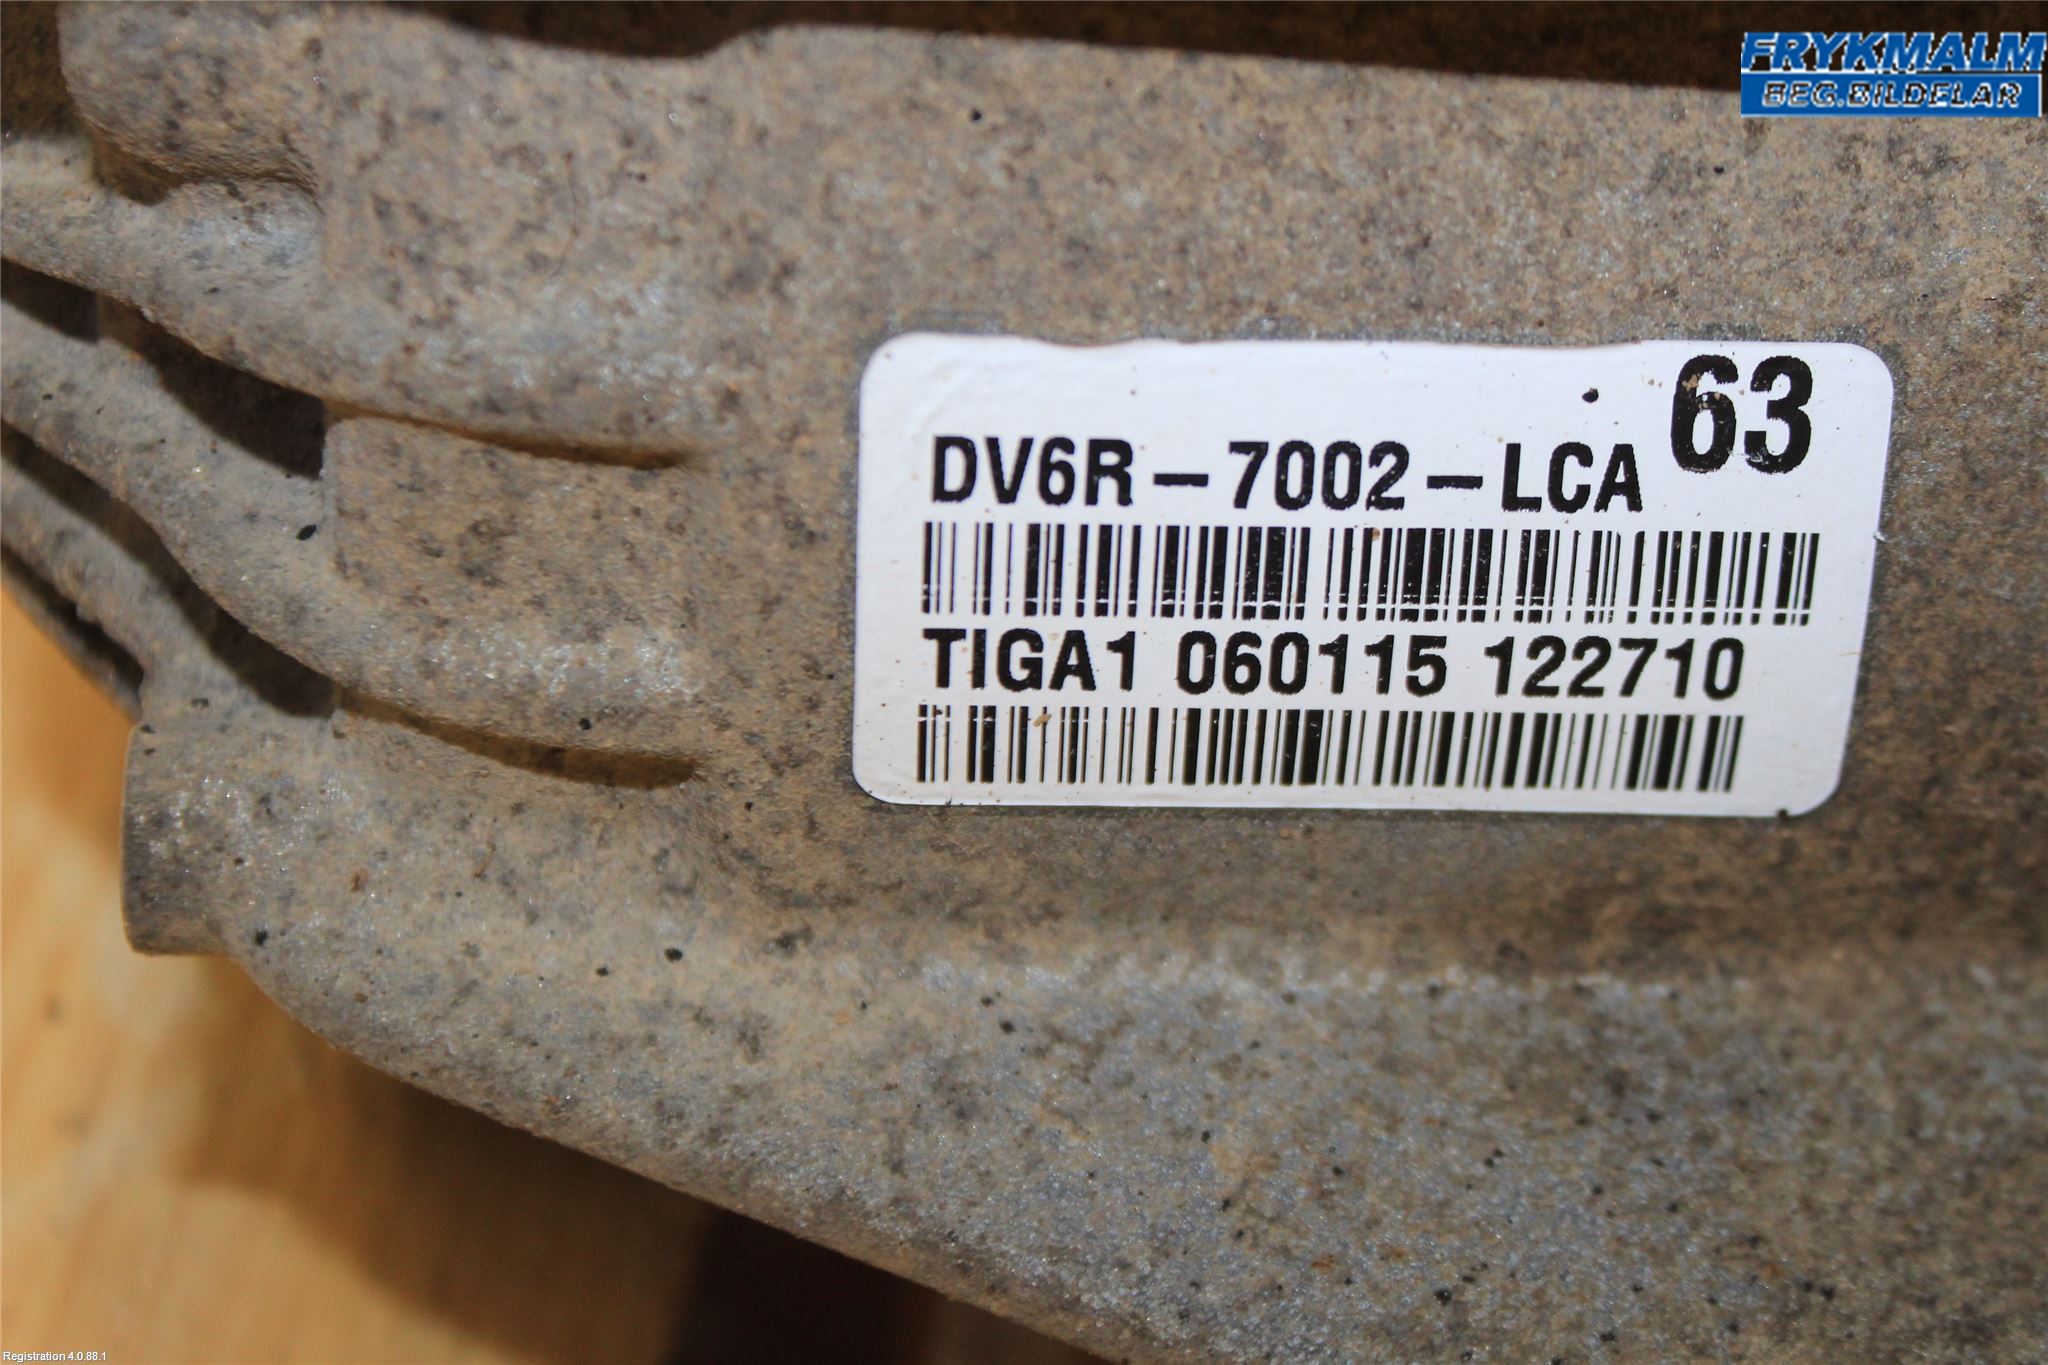 FRYKMALM
BEG.BILDELAR
63
DV6R-7002-LCA
TIGA1 060115 122710
Registration 4.0.88.1